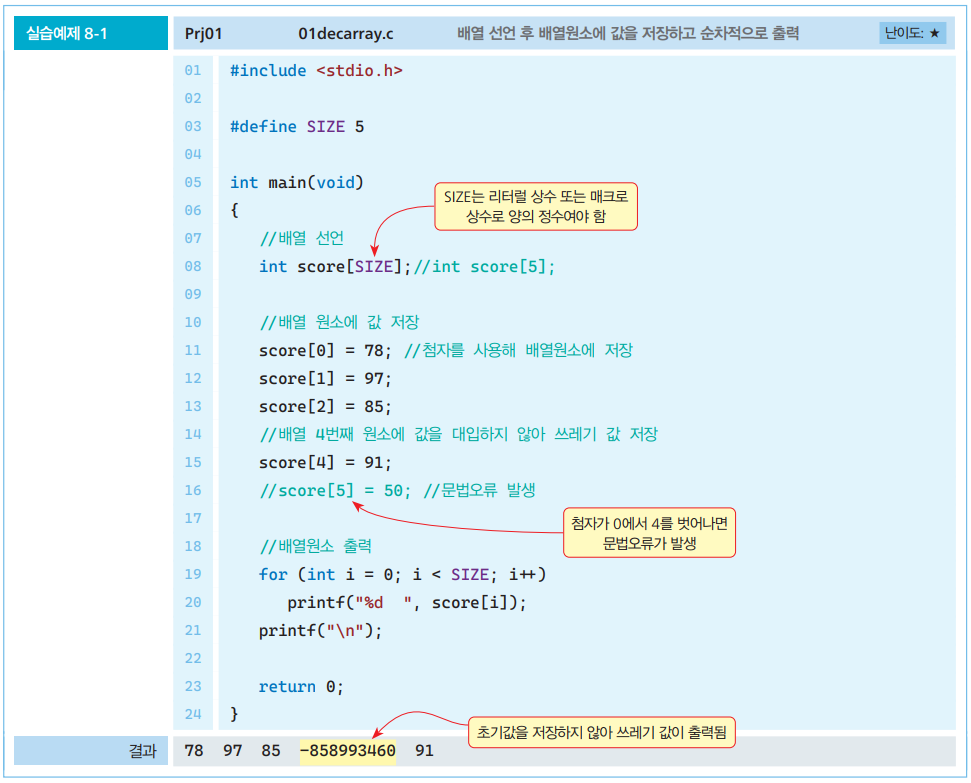 실습예제 8-1 Prj01 01decarray.c 배열 선언 후 배열원소에 값을 저장하고 순차적으로 출력 난이도: ★
01 #include <stdio.h>
02
03 #define SIZE 5
04
05 int main(void)
SIZE는 리터럴 상수 또는 매크로
상수로 양의 정수여야 함
06 {
07 //배열 선언
08 int score[SIZE];//int score[5];
09
10 //배열 원소에 값 저장
11 score[0] = 78; //첨자를 사용해 배열원소에 저장
12 score[1] = 97;
13 score[2] = 85;
14 //배열 4번째 원소에 값을 대입하지 않아 쓰레기 값 저장
15 score[4] = 91;
16 //score[5] = 50; //문법오류 발생
17
첨자가 0에서 4를 벗어나면
문법오류가 발생
18 //배열원소 출력
19 for (int i = 0; i < SIZE; i++)
20 printf("%d  ", score[i]);
21 printf("\n");
22
23 return 0;
24 }
초기값을 저장하지 않아 쓰레기 값이 출력됨
결과 78 97 85 -858993460 91